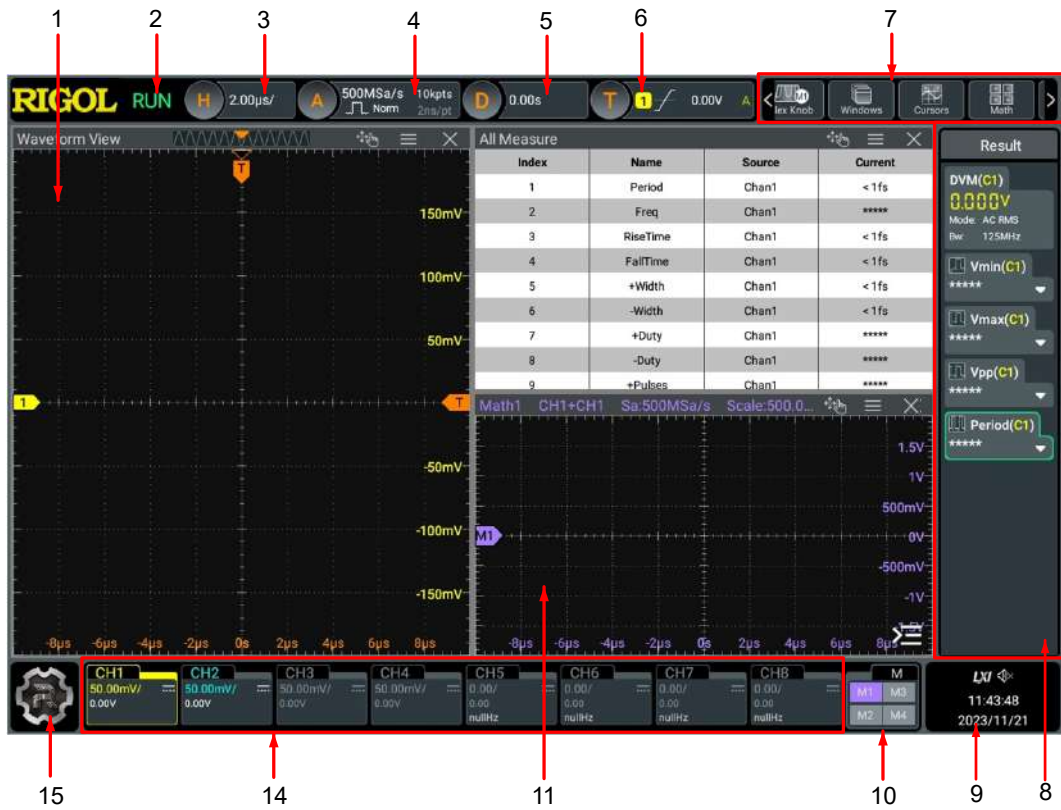 1 2 3 4 5 6 7
RIGOL RUN H 2.00μs/ A 500MSa/s 10kpts Norm 2ns/pt D 0.00s T 1 0.00V A
lex Knob Windows Cursors Math
Waveform View
T
150mV
100mV
50mV
1 T
-50mV
-100mV
-150mV
-8μs -6μs -4μs -2μs 0s 2μs 4μs 6μs 8μs
All Measure
Index Name Source Current
1 Period Chan1 <1fs
2 Freq Chan1 *****
3 RiseTime Chan1 <1fs
4 FallTime Chan1 <1fs
5 +Width Chan1 <1fs
6 -Width Chan1 <1fs
7 +Duty Chan1 *****
8 -Duty Chan1 *****
9 +Pulses Chan1 *****
Math1 CH1+CH1 Sa:500MSa/s Scale:500.0...
1.5V
1V
500mV
M1 0V
-500mV
-1V
-8μs -6μs -4μs -2μs 0s 2μs 4μs 6μs 8μs
Result
DVM(C1)
0.000V
Mode: AC RMS
Bw: 125MHz
Vmin(C1)
*****
Vmax(C1)
*****
Vpp(C1)
*****
Period(C1)
*****
CH1 CH2 CH3 CH4 CH5 CH6 CH7 CH8
50.00mV/ 50.00mV/ 50.00mV/ 50.00mV/ 0.00/ 0.00/ 0.00/ 0.00/
0.00V 0.00V 0.00V 0.00V 0.00 0.00 0.00 0.00
nullHz nullHz nullHz nullHz
M
M1 M3
M2 M4
LXI
11:43:48
2023/11/21
15 14 11 10 9 8